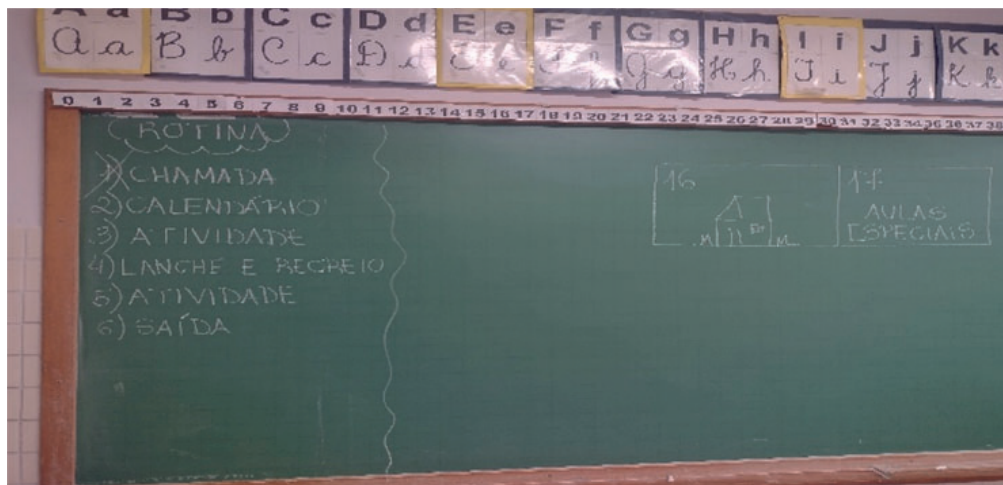 A a B b C c D d E e F f G g H h I i J j K k
A a B b C c D d E e F f G g H h I i J j K k
0 1 2 3 4 5 6 7 8 9 10 11 12 13 14 15 16 17 18 19 20 21 22 23 24 25 26 27 28 29 30 31 32 33 34 35 36 37 38
ROTINA
1) CHAMADA
2) CALENDÁRIO
3) ATIVIDADE
4) LANCHE E RECREIO
5) ATIVIDADE
6) SAÍDA
16
17
AULAS
ESPECIAIS